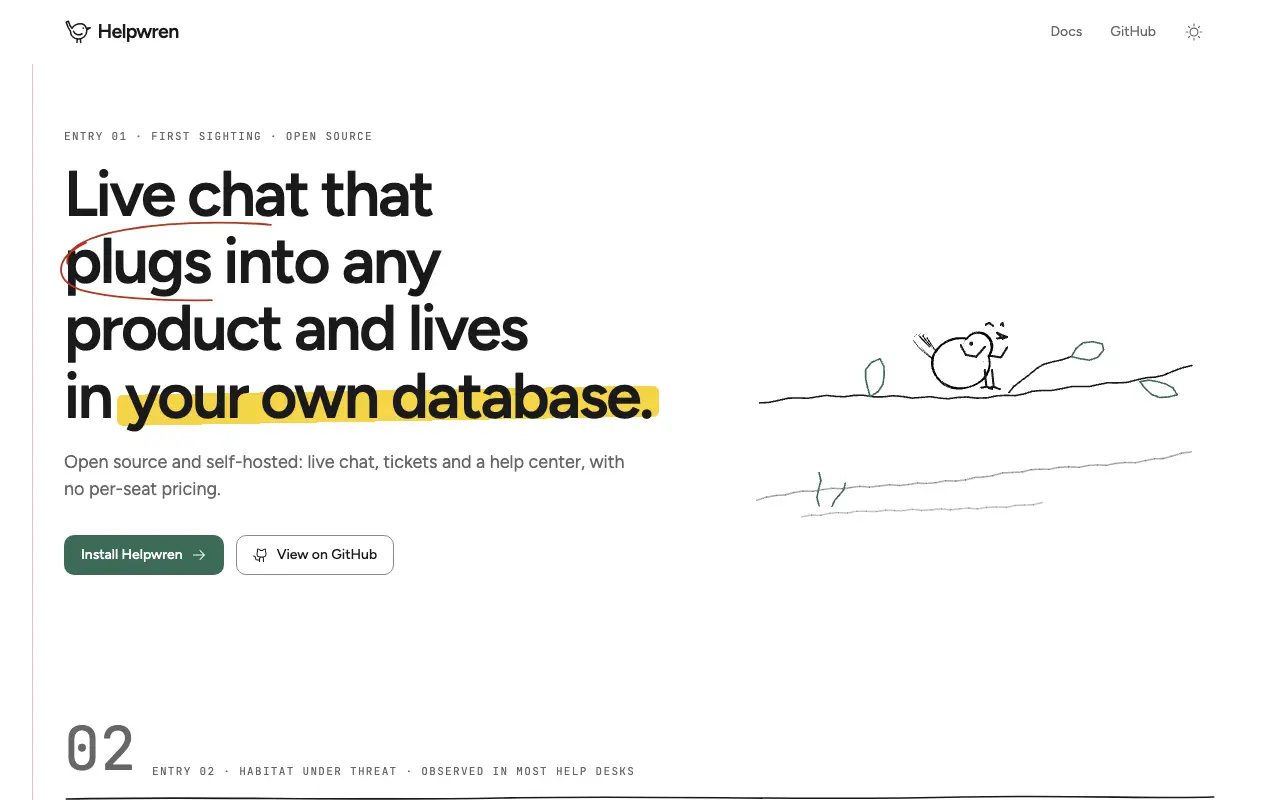 Helpwren
Docs
GitHub
ENTRY 01 · FIRST SIGHTING · OPEN SOURCE
Live chat that
plugs into any
product and lives
in your own database.
Open source and self-hosted: live chat, tickets and a help center, with
no per-seat pricing.
Install Helpwren →
View on GitHub
02
ENTRY 02 · HABITAT UNDER THREAT · OBSERVED IN MOST HELP DESKS